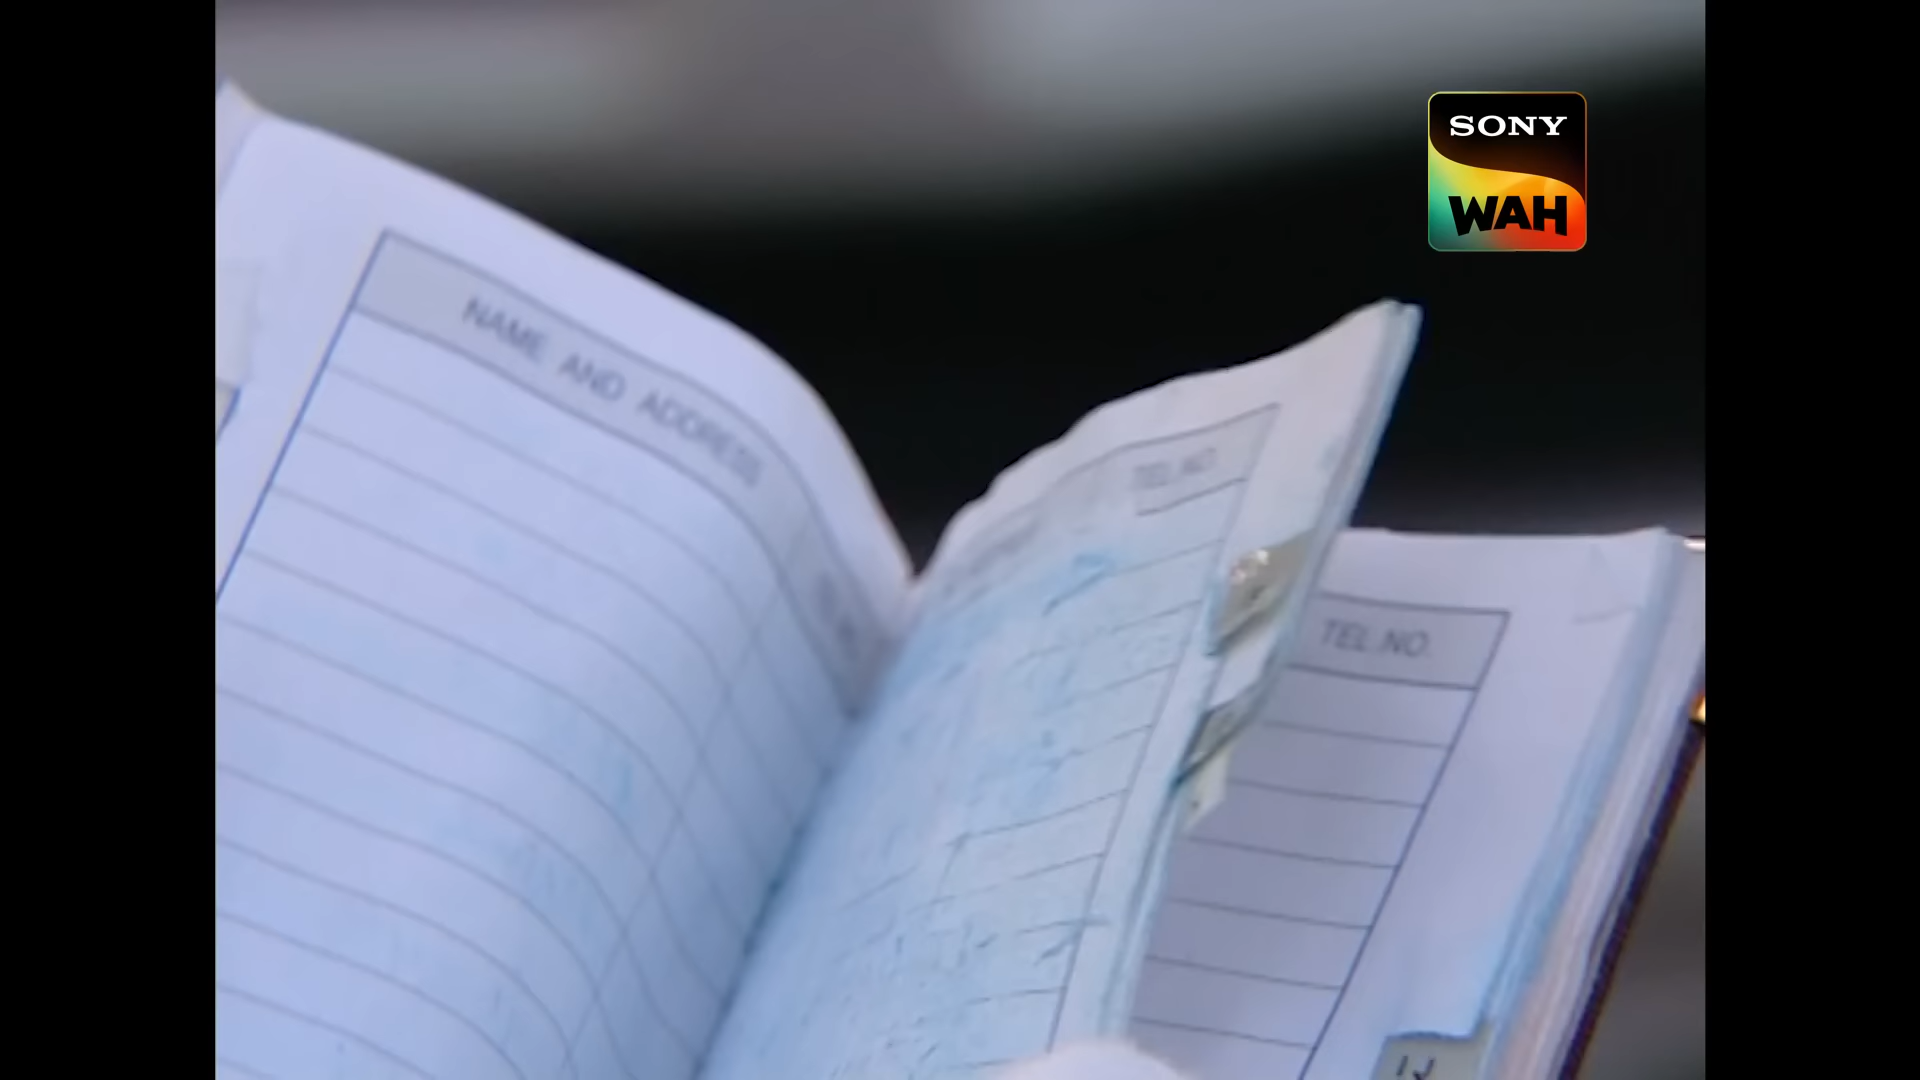 SONY
WAH
NAME AND ADDRESS
TEL.NO.
TEL.NO.